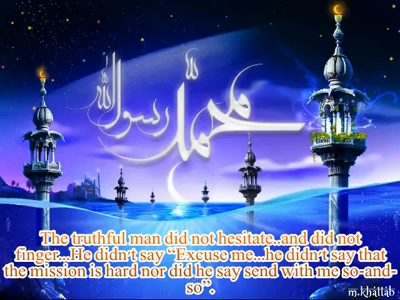 محمد رسول الله
The truthful man did not hesitate..and did not
finger...He didn't say “Excuse me...he didn't say that
the mission is hard nor did he say send with me so-and-
so”.
m.khattab